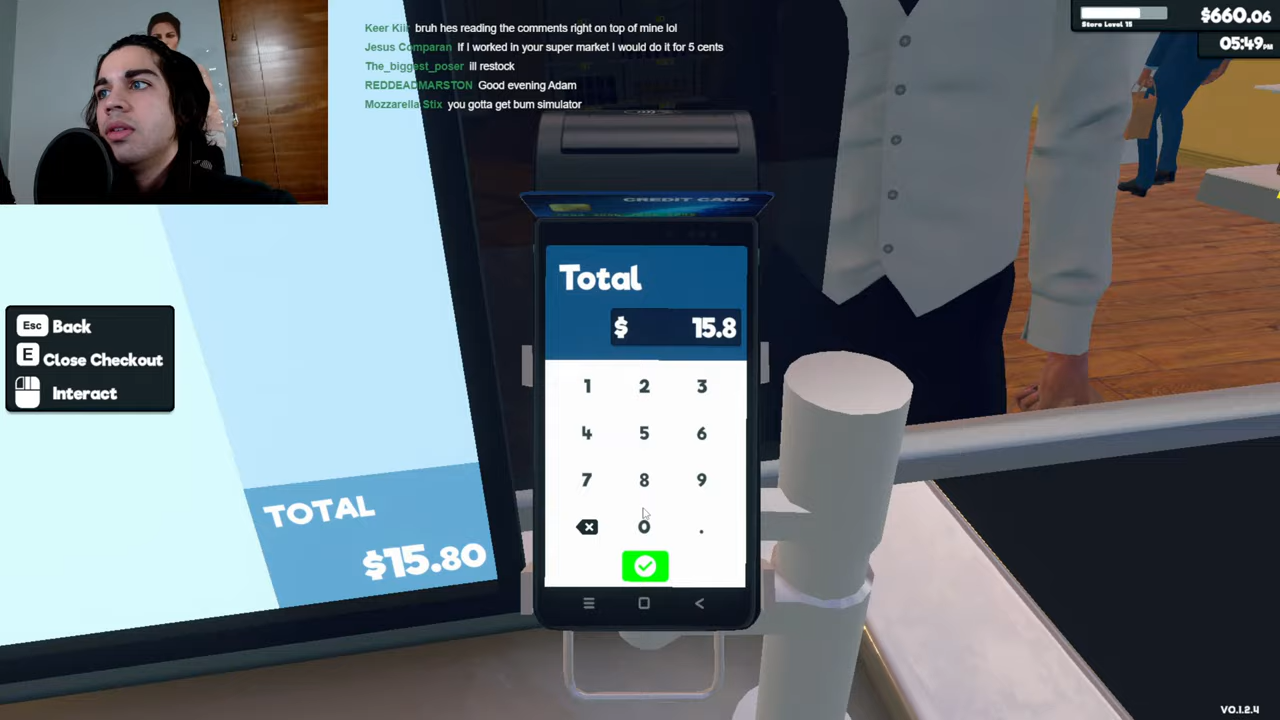 Keer Kiir bruh hes reading the comments right on top of mine lol
Jesus Comparan If I worked in your super market I would do it for 5 cents
The_biggest_poser ill restock
REDDEADMARSTON Good evening Adam
Mozzarella Stix you gotta get bum simulator
Store Level 15
$660.06
05:49PM
CREDIT CARD
Total
$ 15.8
1 2 3
4 5 6
7 8 9
0 .
Esc Back
E Close Checkout
Interact
TOTAL
$15.80
V0.1.2.4